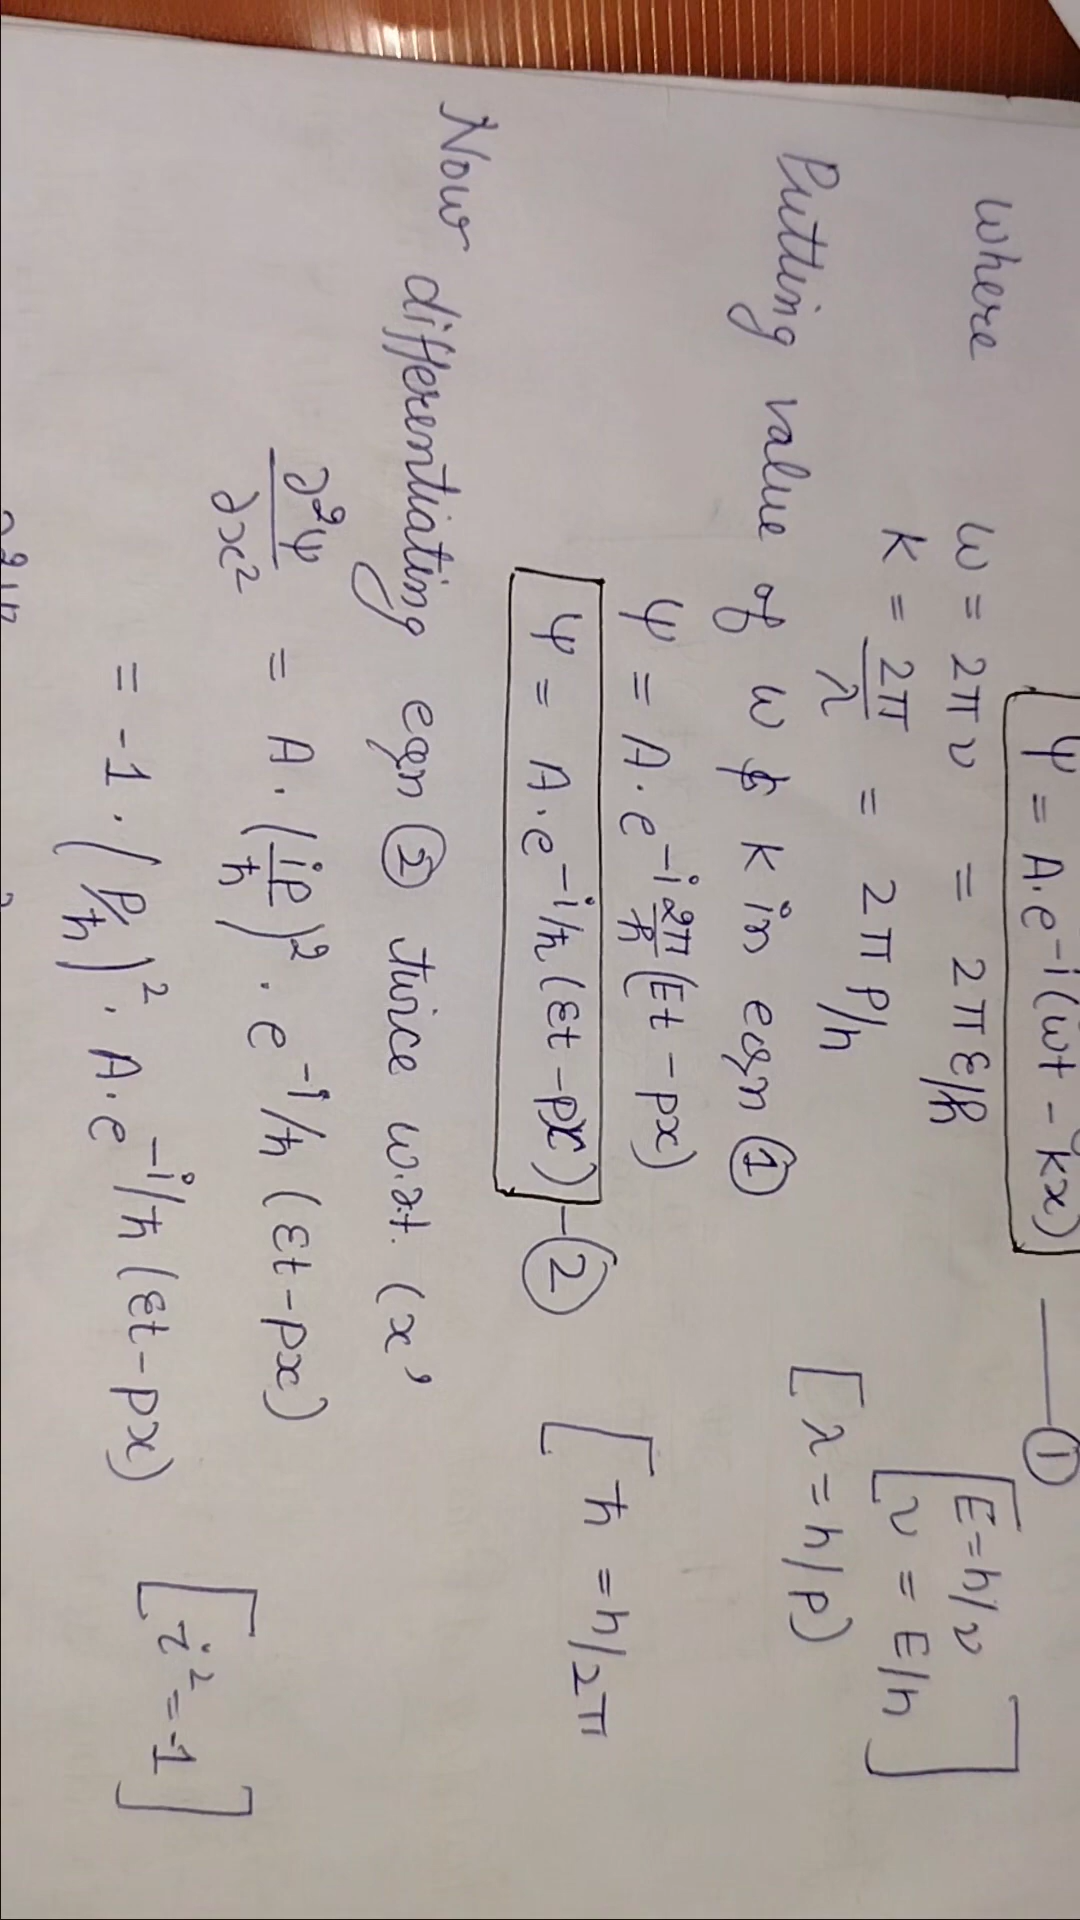 ψ = A.e^-i(ωt - kx) ——①
where ω = 2πν = 2πE/h [E=h/ν
ν = E/h]
K = 2π/λ = 2πP/h [λ = h/p)
Putting value of ω & K in eqn ①
ψ = A.e^-i 2π/h (Et - px)
ψ = A.e^-i/ħ (Et - px) -② [ħ = h/2π
Now differentiating eqn ② twice w.r.t. (x'
∂²ψ/∂x² = A.(ip/ħ)² . e^-i/ħ (Et - px)
= -1 . (P/ħ)² . A.e^-i/ħ (Et - px) [i² = -1]